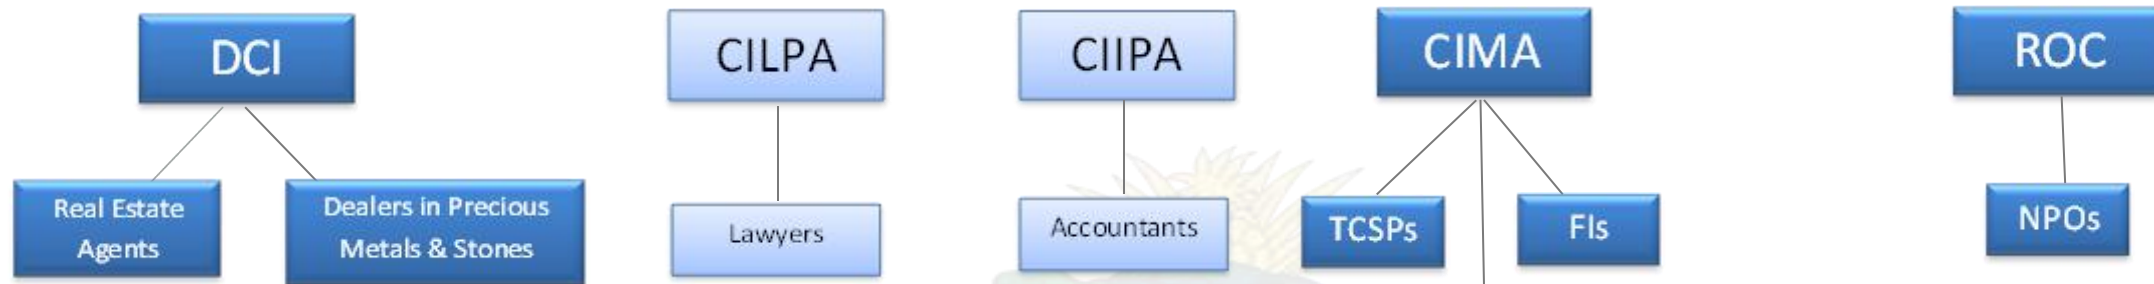 DCI
CILPA
CIIPA
CIMA
ROC
Real Estate
Agents
Dealers in Precious
Metals & Stones
Lawyers
Accountants
TCSPs
FIs
NPOs